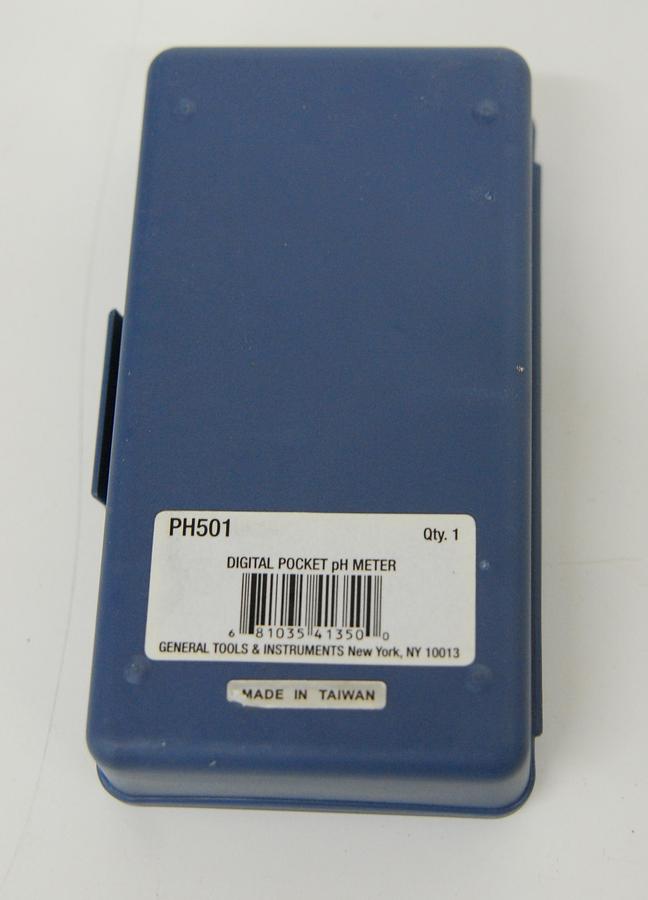 PH501 Qty. 1
DIGITAL POCKET pH METER
6 81035 41350 0
GENERAL TOOLS & INSTRUMENTS New York, NY 10013
MADE IN TAIWAN